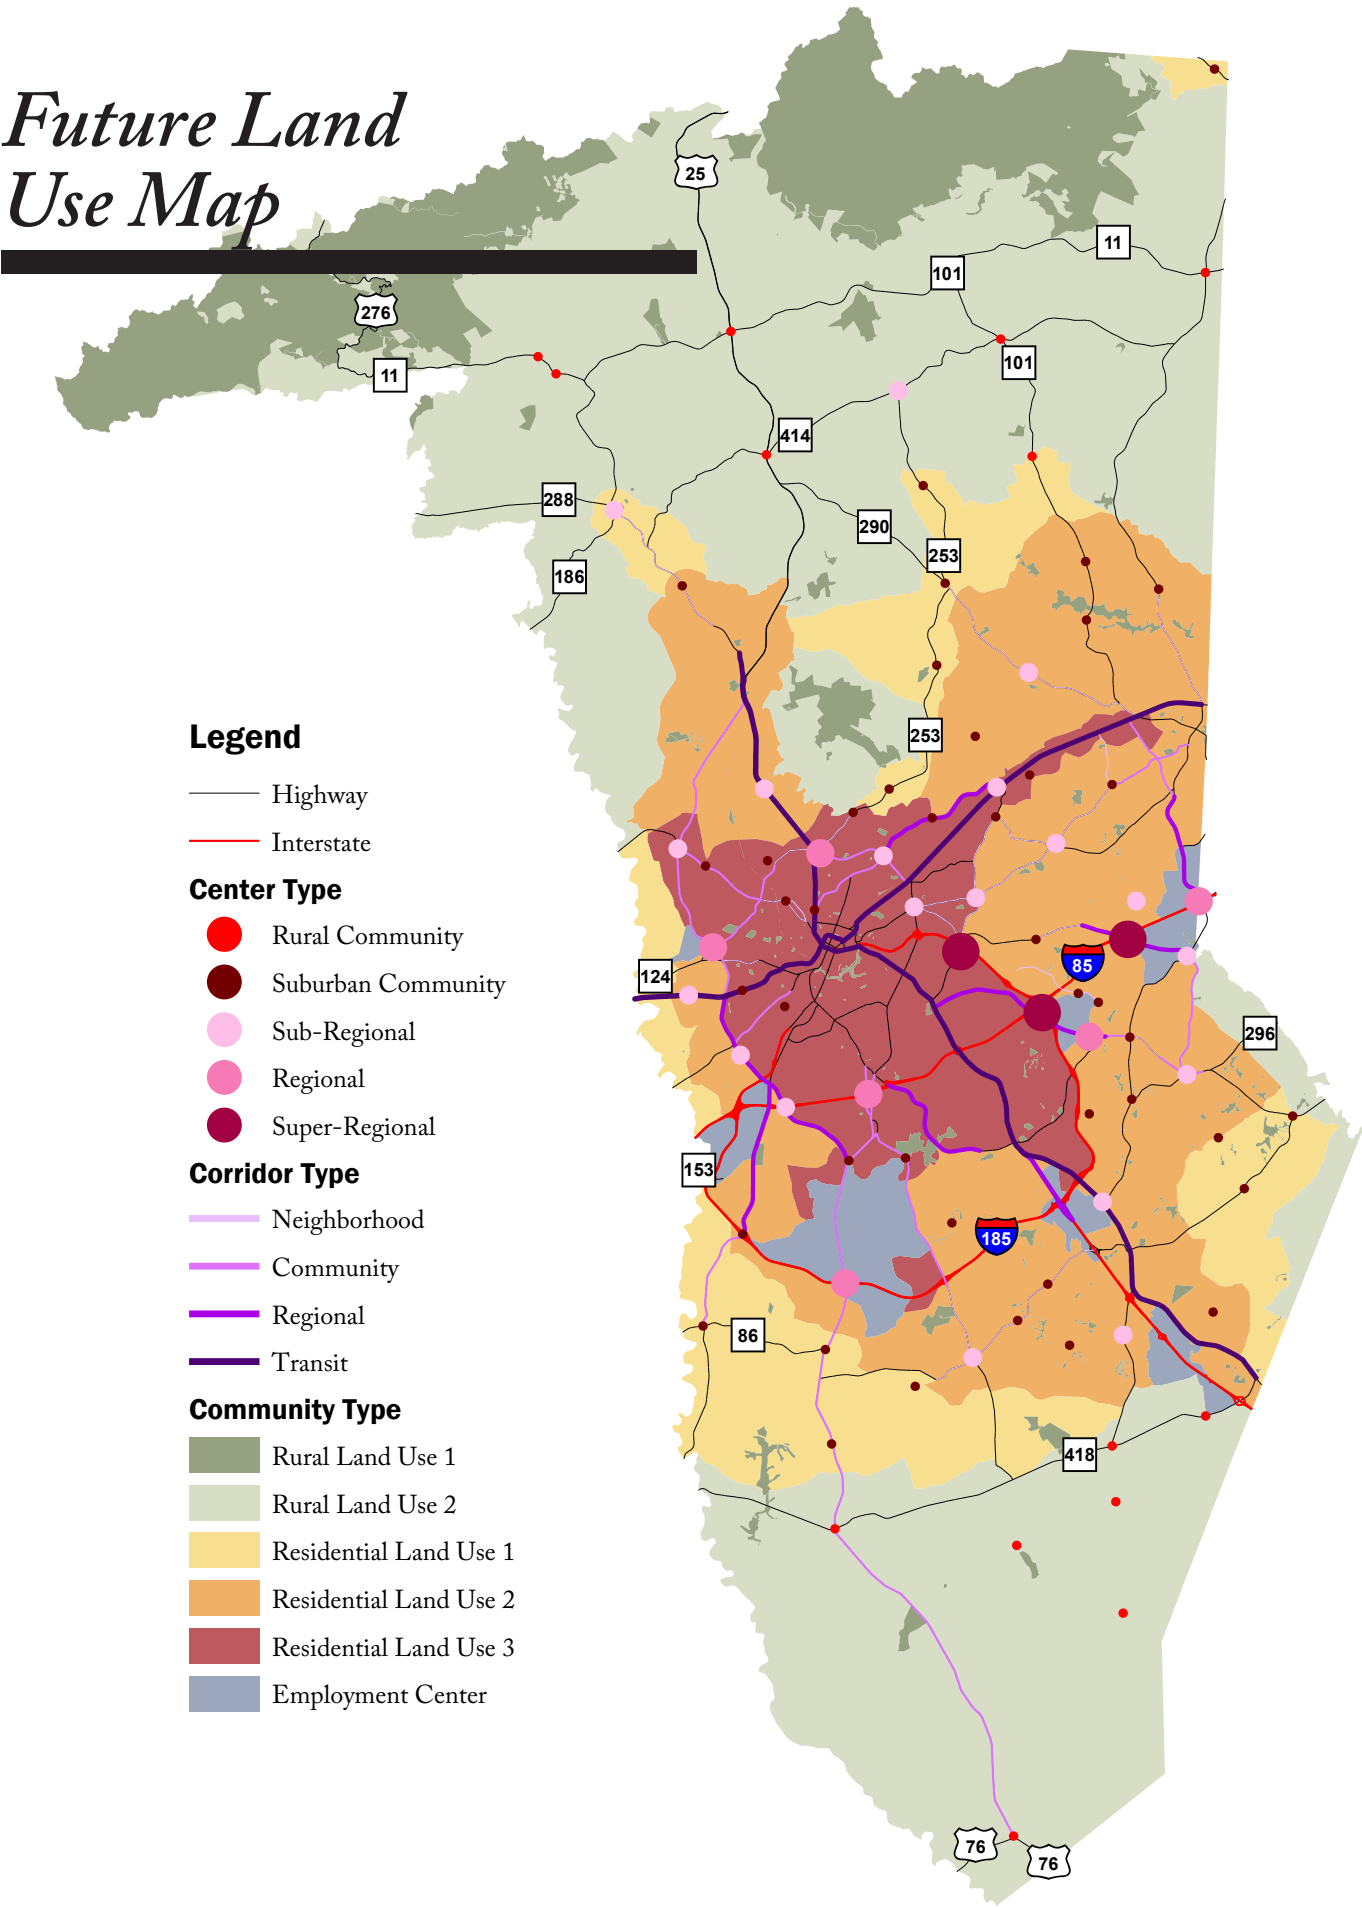 Future Land
Use Map
25
11
101
276
11
101
414
288
290
253
186
253
Legend
Highway
Interstate
Center Type
Rural Community
Suburban Community
Sub-Regional
Regional
Super-Regional
Corridor Type
Neighborhood
Community
Regional
Transit
Community Type
Rural Land Use 1
Rural Land Use 2
Residential Land Use 1
Residential Land Use 2
Residential Land Use 3
Employment Center
85
124
296
153
185
86
418
76
76